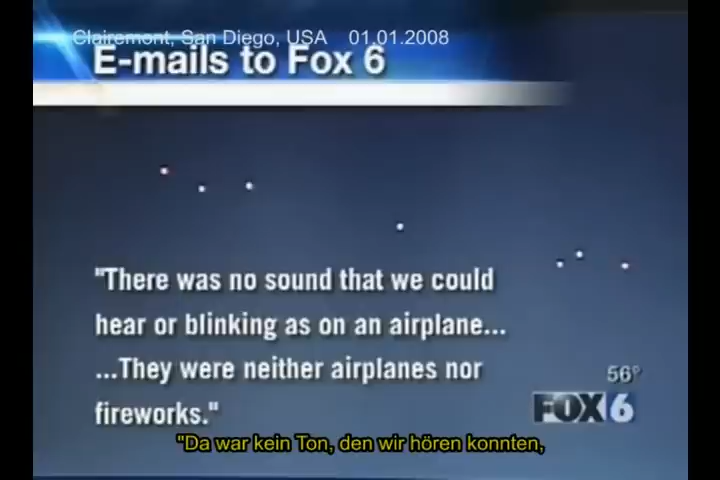 Clairemont, San Diego, USA 01.01.2008
E-mails to Fox 6
"There was no sound that we could
hear or blinking as on an airplane...
...They were neither airplanes nor
fireworks."
56°
FOX 6
"Da war kein Ton, den wir hören konnten,